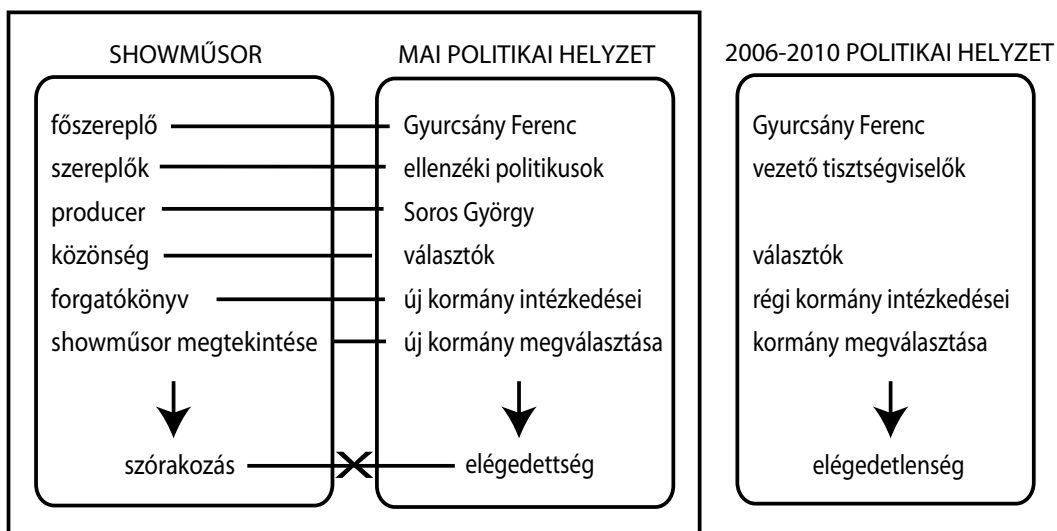 SHOWMŰSOR
főszereplő
szereplők
producer
közönség
forgatókönyv
showműsor megtekintése
szórakozás
MAI POLITIKAI HELYZET
Gyurcsány Ferenc
ellenzéki politikusok
Soros György
választók
új kormány intézkedései
új kormány megválasztása
elégedettség
2006-2010 POLITIKAI HELYZET
Gyurcsány Ferenc
vezető tisztségviselők
választók
régi kormány intézkedései
kormány megválasztása
elégedetlenség